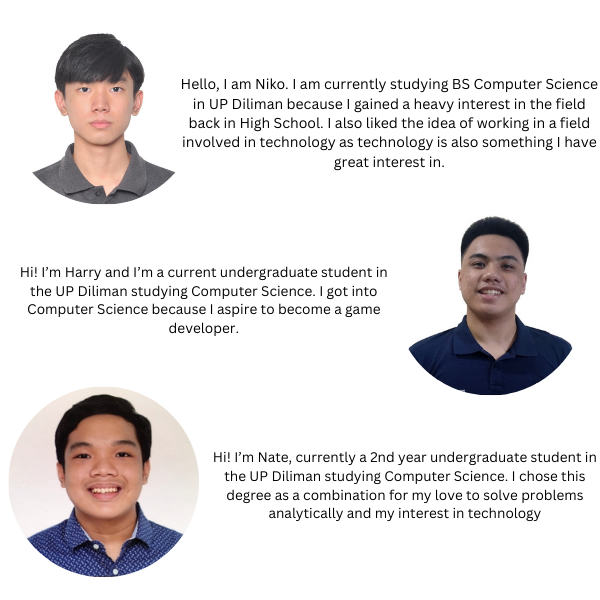 Hello, I am Niko. I am currently studying BS Computer Science
in UP Diliman because I gained a heavy interest in the field
back in High School. I also liked the idea of working in a field
involved in technology as technology is also something I have
great interest in.
Hi! I’m Harry and I’m a current undergraduate student in
the UP Diliman studying Computer Science. I got into
Computer Science because I aspire to become a game
developer.
Hi! I’m Nate, currently a 2nd year undergraduate student in
the UP Diliman studying Computer Science. I chose this
degree as a combination for my love to solve problems
analytically and my interest in technology